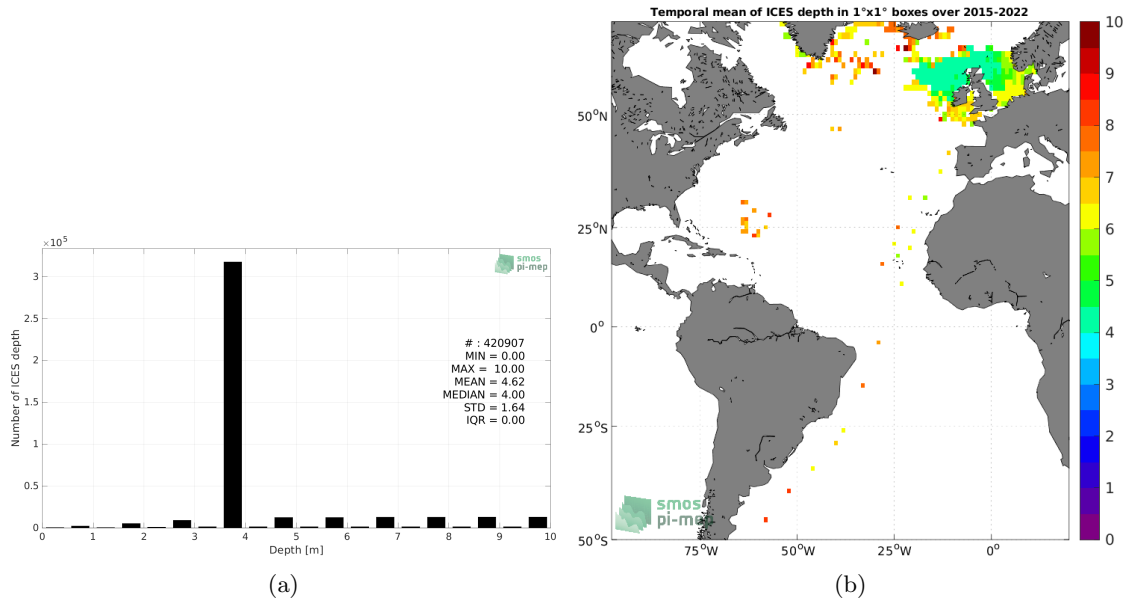 ×10⁵
3
2.5
2
1.5
1
0.5
0
Number of ICES depth
smos
pi-mep
# : 420907
MIN = 0.00
MAX = 10.00
MEAN = 4.62
MEDIAN = 4.00
STD = 1.64
IQR = 0.00
0 1 2 3 4 5 6 7 8 9 10
Depth [m]
(a)
Temporal mean of ICES depth in 1°x1° boxes over 2015-2022
50°N
25°N
0°
25°S
50°S
75°W 50°W 25°W 0°
smos
pi-mep
10
9
8
7
6
5
4
3
2
1
0
(b)